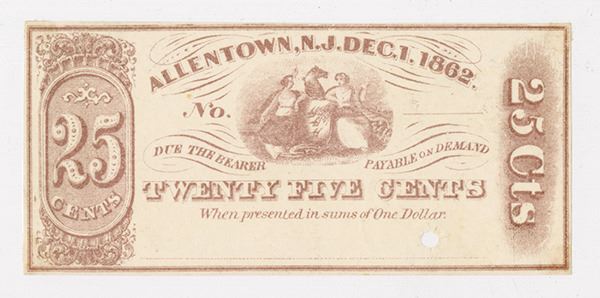 ALLENTOWN, N.J. DEC. 1. 1862.
25
CENTS
No.
DUE THE BEARER
PAYABLE ON DEMAND
TWENTY FIVE CENTS
When presented in sums of One Dollar.
25 Cts